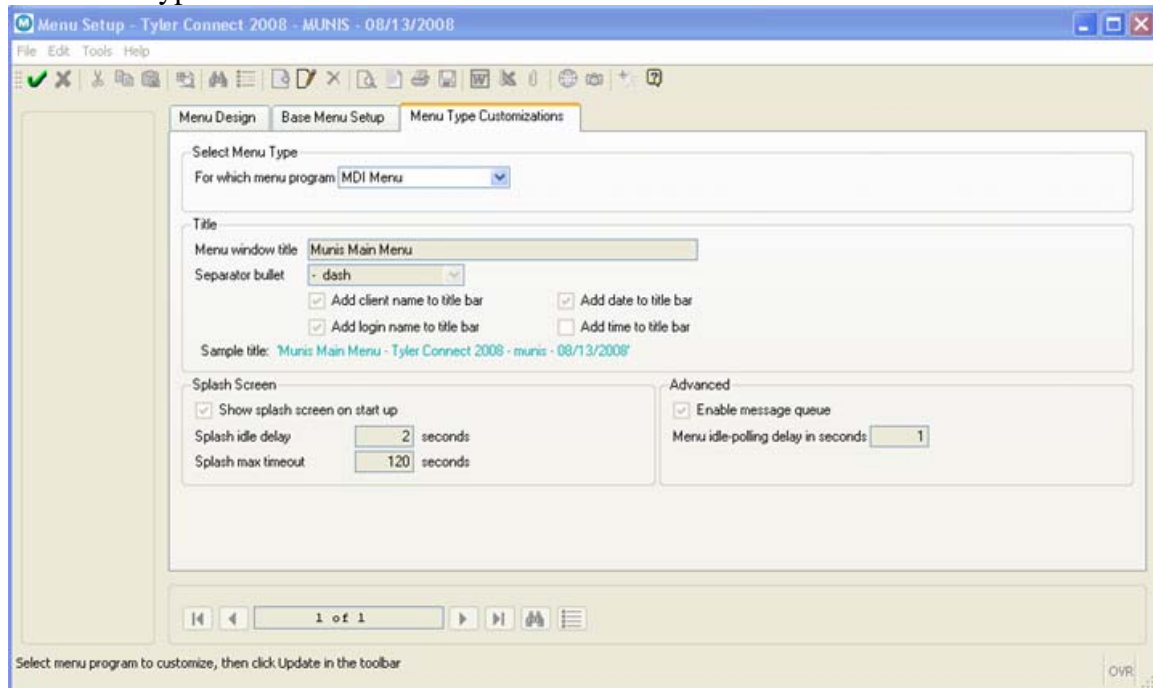 Menu Setup - Tyler Connect 2008 - MUNIS - 08/13/2008
File Edit Tools Help
Menu Design Base Menu Setup Menu Type Customizations
Select Menu Type
For which menu program MDI Menu
Title
Menu window title Munis Main Menu
Separator bullet - dash
Add client name to title bar Add date to title bar
Add login name to title bar Add time to title bar
Sample title: 'Munis Main Menu - Tyler Connect 2008 - munis - 08/13/2008'
Splash Screen Advanced
Show splash screen on start up Enable message queue
Splash idle delay 2 seconds Menu idle-polling delay in seconds 1
Splash max timeout 120 seconds
1 of 1
Select menu program to customize, then click Update in the toolbar
OVR